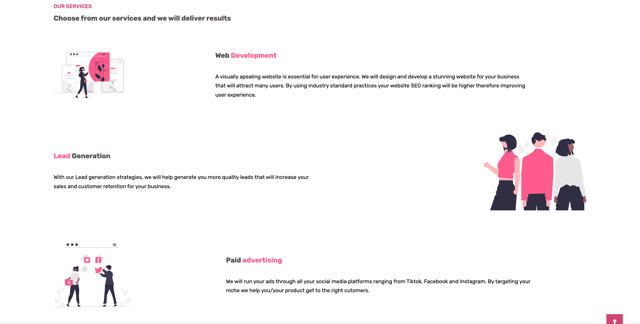 OUR SERVICES
Choose from our services and we will deliver results
Web Development
A visually apealing website is essential for user experience. We will design and develop a stunning website for your business
that will attract many users. By using industry standard practices your website SEO ranking will be higher therefore improving
user experience.
Lead Generation
With our Lead generation strategies, we will help generate you more quality leads that will increase your
sales and customer retention for your business.
Paid advertising
We will run your ads through all your social media platforms ranging from Tiktok, Facebook and Instagram. By targeting your
niche we help you/your product get to the right cutomers.